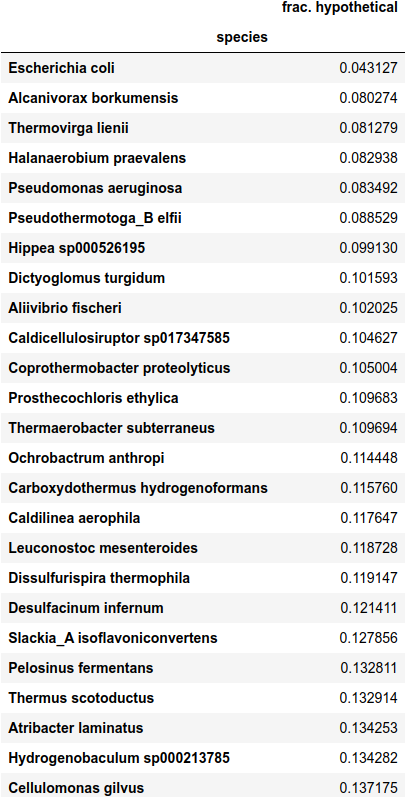 frac. hypothetical
species
Escherichia coli 0.043127
Alcanivorax borkumensis 0.080274
Thermovirga lienii 0.081279
Halanaerobium praevalens 0.082938
Pseudomonas aeruginosa 0.083492
Pseudothermotoga_B elfii 0.088529
Hippea sp000526195 0.099130
Dictyoglomus turgidum 0.101593
Aliivibrio fischeri 0.102025
Caldicellulosiruptor sp017347585 0.104627
Coprothermobacter proteolyticus 0.105004
Prosthecochloris ethylica 0.109683
Thermaerobacter subterraneus 0.109694
Ochrobactrum anthropi 0.114448
Carboxydothermus hydrogenoformans 0.115760
Caldilinea aerophila 0.117647
Leuconostoc mesenteroides 0.118728
Dissulfurispira thermophila 0.119147
Desulfacinum infernum 0.121411
Slackia_A isoflavoniconvertens 0.127856
Pelosinus fermentans 0.132811
Thermus scotoductus 0.132914
Atribacter laminatus 0.134253
Hydrogenobaculum sp000213785 0.134282
Cellulomonas gilvus 0.137175